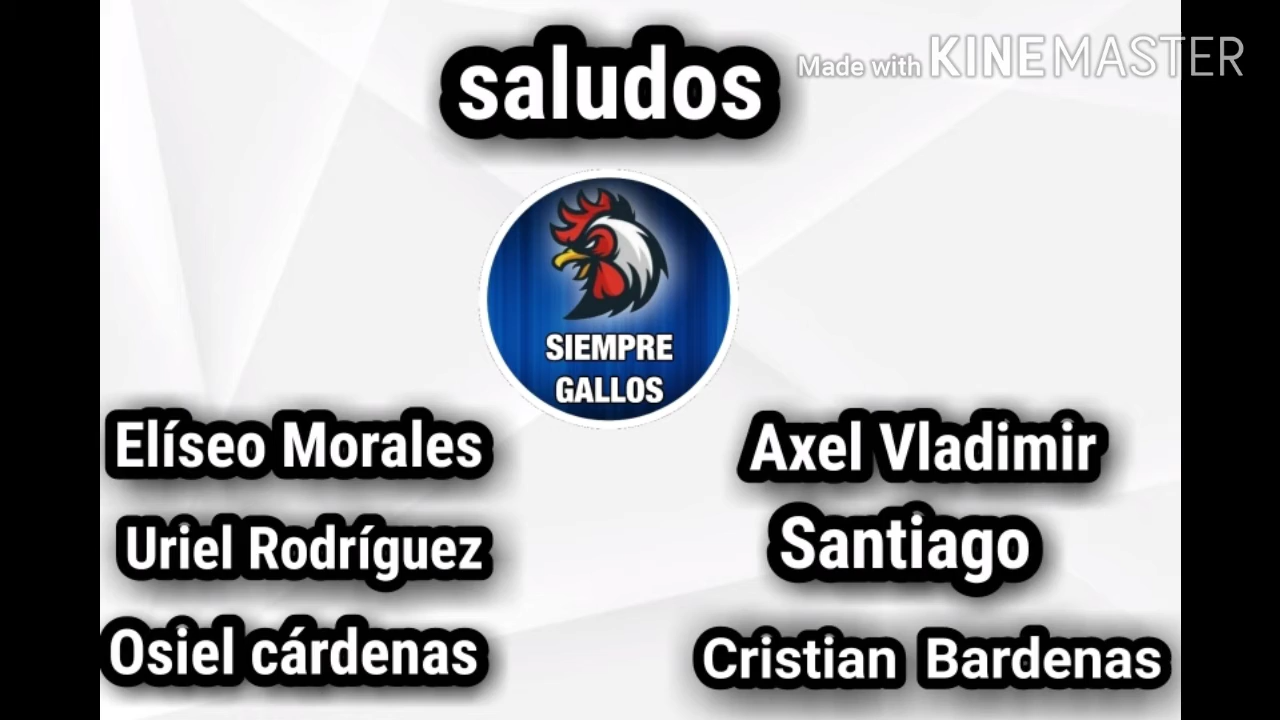 saludos
Made with KINEMASTER
SIEMPRE
GALLOS
Elíseo Morales
Uriel Rodríguez
Osiel cárdenas
Axel Vladimir
Santiago
Cristian Bardenas